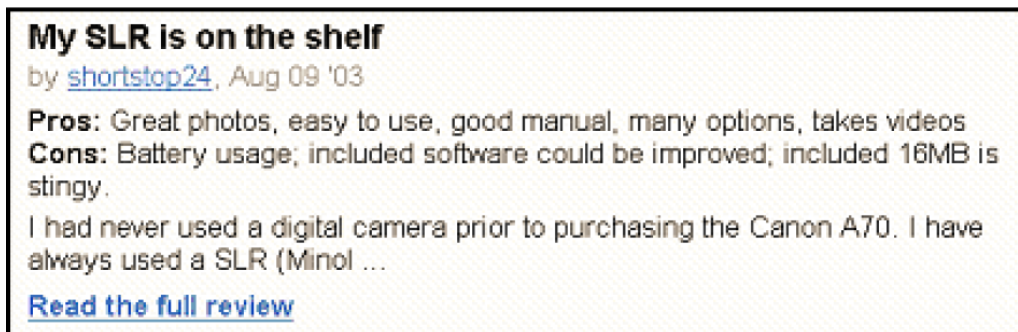 My SLR is on the shelf
by shortstop24, Aug 09 '03
Pros: Great photos, easy to use, good manual, many options, takes videos
Cons: Battery usage; included software could be improved; included 16MB is
stingy.
I had never used a digital camera prior to purchasing the Canon A70. I have
always used a SLR (Minol ...
Read the full review